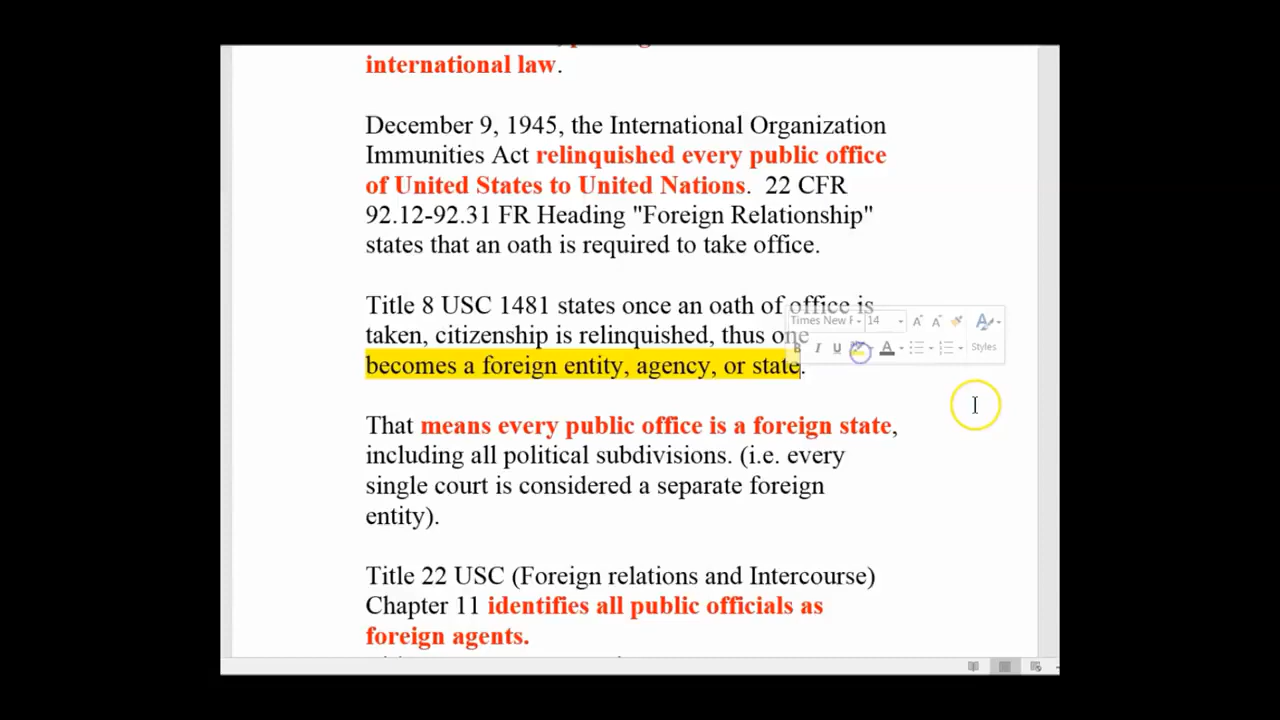 international law.
December 9, 1945, the International Organization
Immunities Act relinquished every public office
of United States to United Nations.  22 CFR
92.12-92.31 FR Heading "Foreign Relationship"
states that an oath is required to take office.
Title 8 USC 1481 states once an oath of office is
taken, citizenship is relinquished, thus one
becomes a foreign entity, agency, or state.
Times New F 14
B I U A Styles
That means every public office is a foreign state,
including all political subdivisions. (i.e. every
single court is considered a separate foreign
entity).
Title 22 USC (Foreign relations and Intercourse)
Chapter 11 identifies all public officials as
foreign agents.